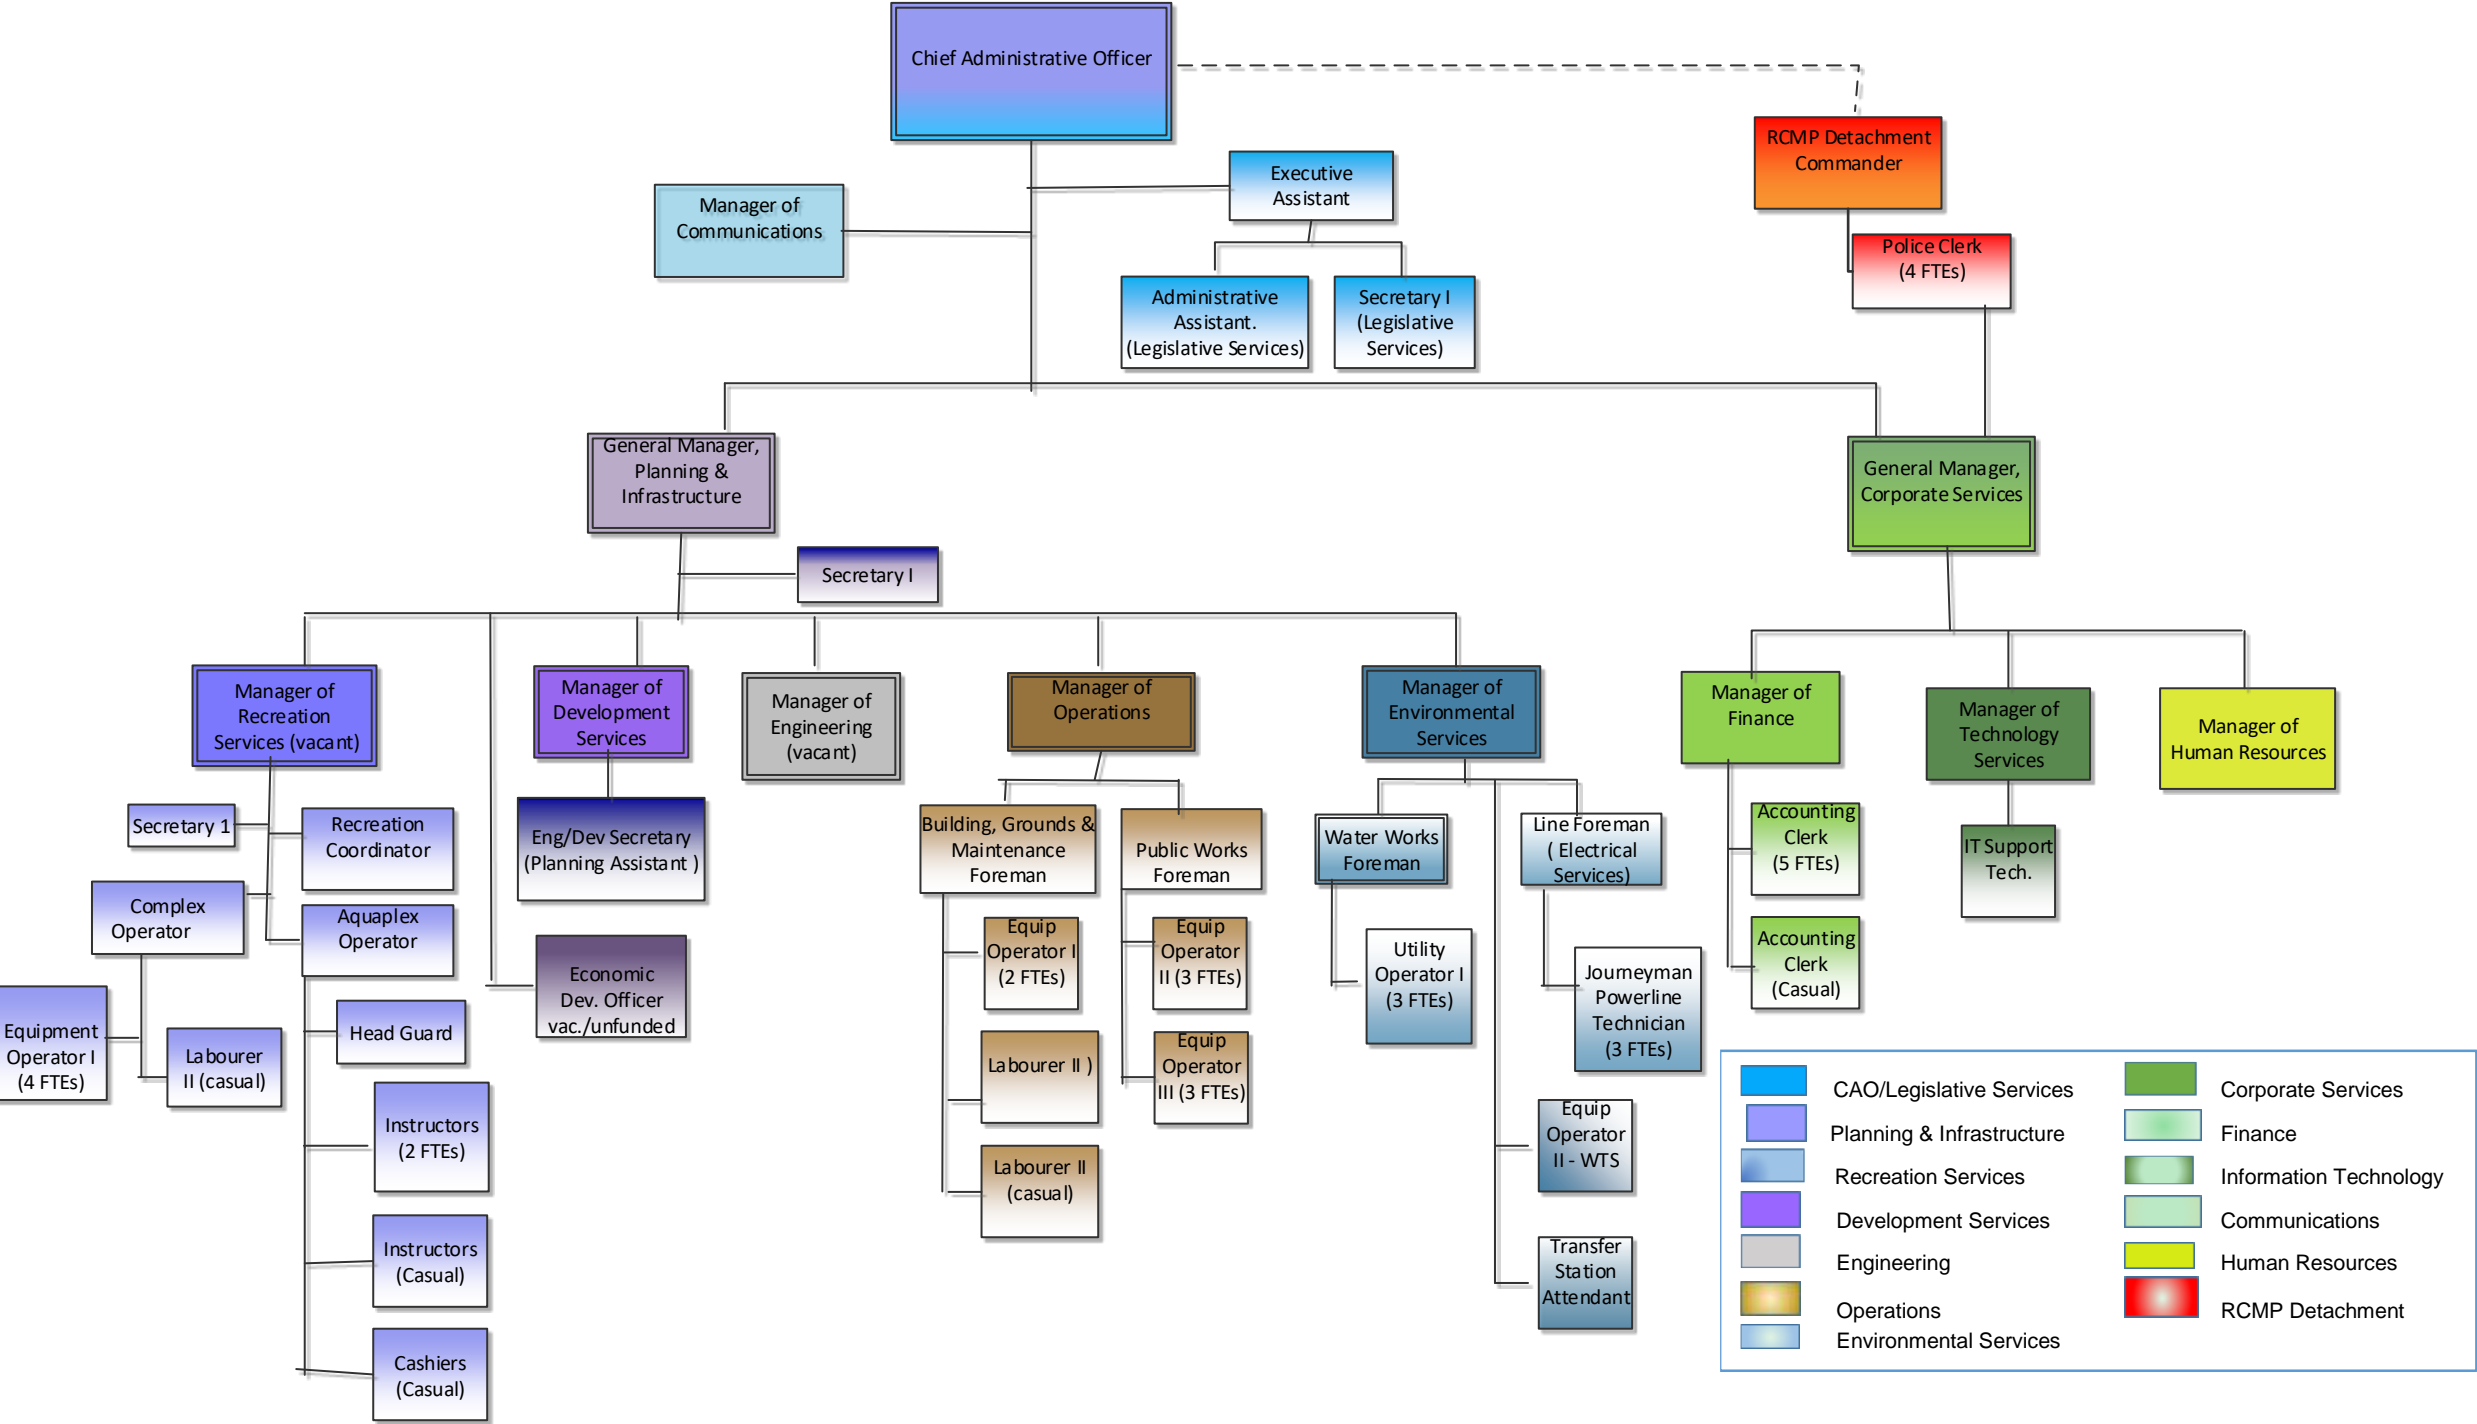 Chief Administrative Officer
RCMP Detachment
Commander
Executive
Assistant
Manager of
Communications
Police Clerk
(4 FTEs)
Administrative
Assistant.
(Legislative Services)
Secretary I
(Legislative
Services)
General Manager,
Planning &
Infrastructure
General Manager,
Corporate Services
Secretary I
Manager of
Recreation
Services (vacant)
Manager of
Development
Services
Manager of
Engineering
(vacant)
Manager of
Operations
Manager of
Environmental
Services
Manager of
Finance
Manager of
Technology
Services
Manager of
Human Resources
Secretary 1
Recreation
Coordinator
Eng/Dev Secretary
(Planning Assistant )
Building, Grounds &
Maintenance
Foreman
Public Works
Foreman
Water Works
Foreman
Line Foreman
( Electrical
Services)
Accounting
Clerk
(5 FTEs)
IT Support
Tech.
Complex
Operator
Aquaplex
Operator
Economic
Dev. Officer
vac./unfunded
Equip
Operator I
(2 FTEs)
Equip
Operator
II (3 FTEs)
Utility
Operator I
(3 FTEs)
Journeyman
Powerline
Technician
(3 FTEs)
Accounting
Clerk
(Casual)
Equipment
Operator I
(4 FTEs)
Labourer
II (casual)
Head Guard
Labourer II )
Equip
Operator
III (3 FTEs)
Instructors
(2 FTEs)
Equip
Operator
II - WTS
Labourer II
(casual)
Instructors
(Casual)
Transfer
Station
Attendant
Cashiers
(Casual)
CAO/Legislative Services
Planning & Infrastructure
Recreation Services
Development Services
Engineering
Operations
Environmental Services
Corporate Services
Finance
Information Technology
Communications
Human Resources
RCMP Detachment